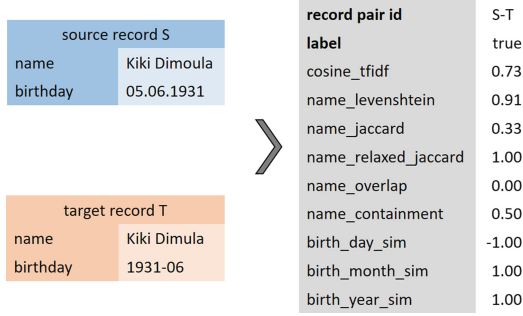 source record S
name Kiki Dimoula
birthday 05.06.1931
target record T
name Kiki Dimula
birthday 1931-06
record pair id S-T
label true
cosine_tfidf 0.73
name_levenshtein 0.91
name_jaccard 0.33
name_relaxed_jaccard 1.00
name_overlap 0.00
name_containment 0.50
birth_day_sim -1.00
birth_month_sim 1.00
birth_year_sim 1.00